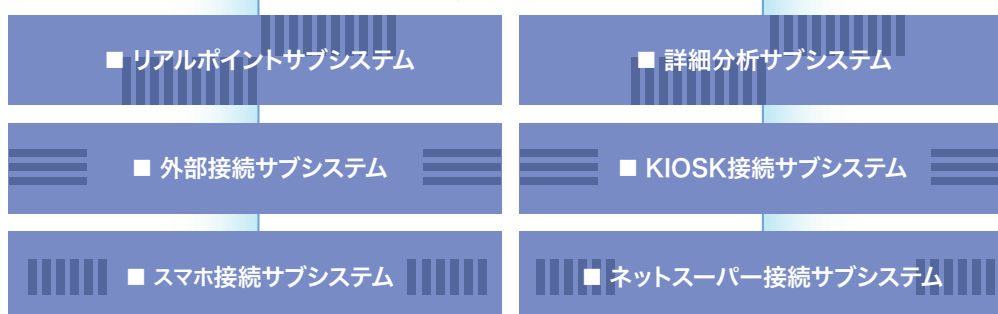 ■ リアルポイントサブシステム
■ 詳細分析サブシステム
■ 外部接続サブシステム
■ KIOSK接続サブシステム
■ スマホ接続サブシステム
■ ネットスーパー接続サブシステム